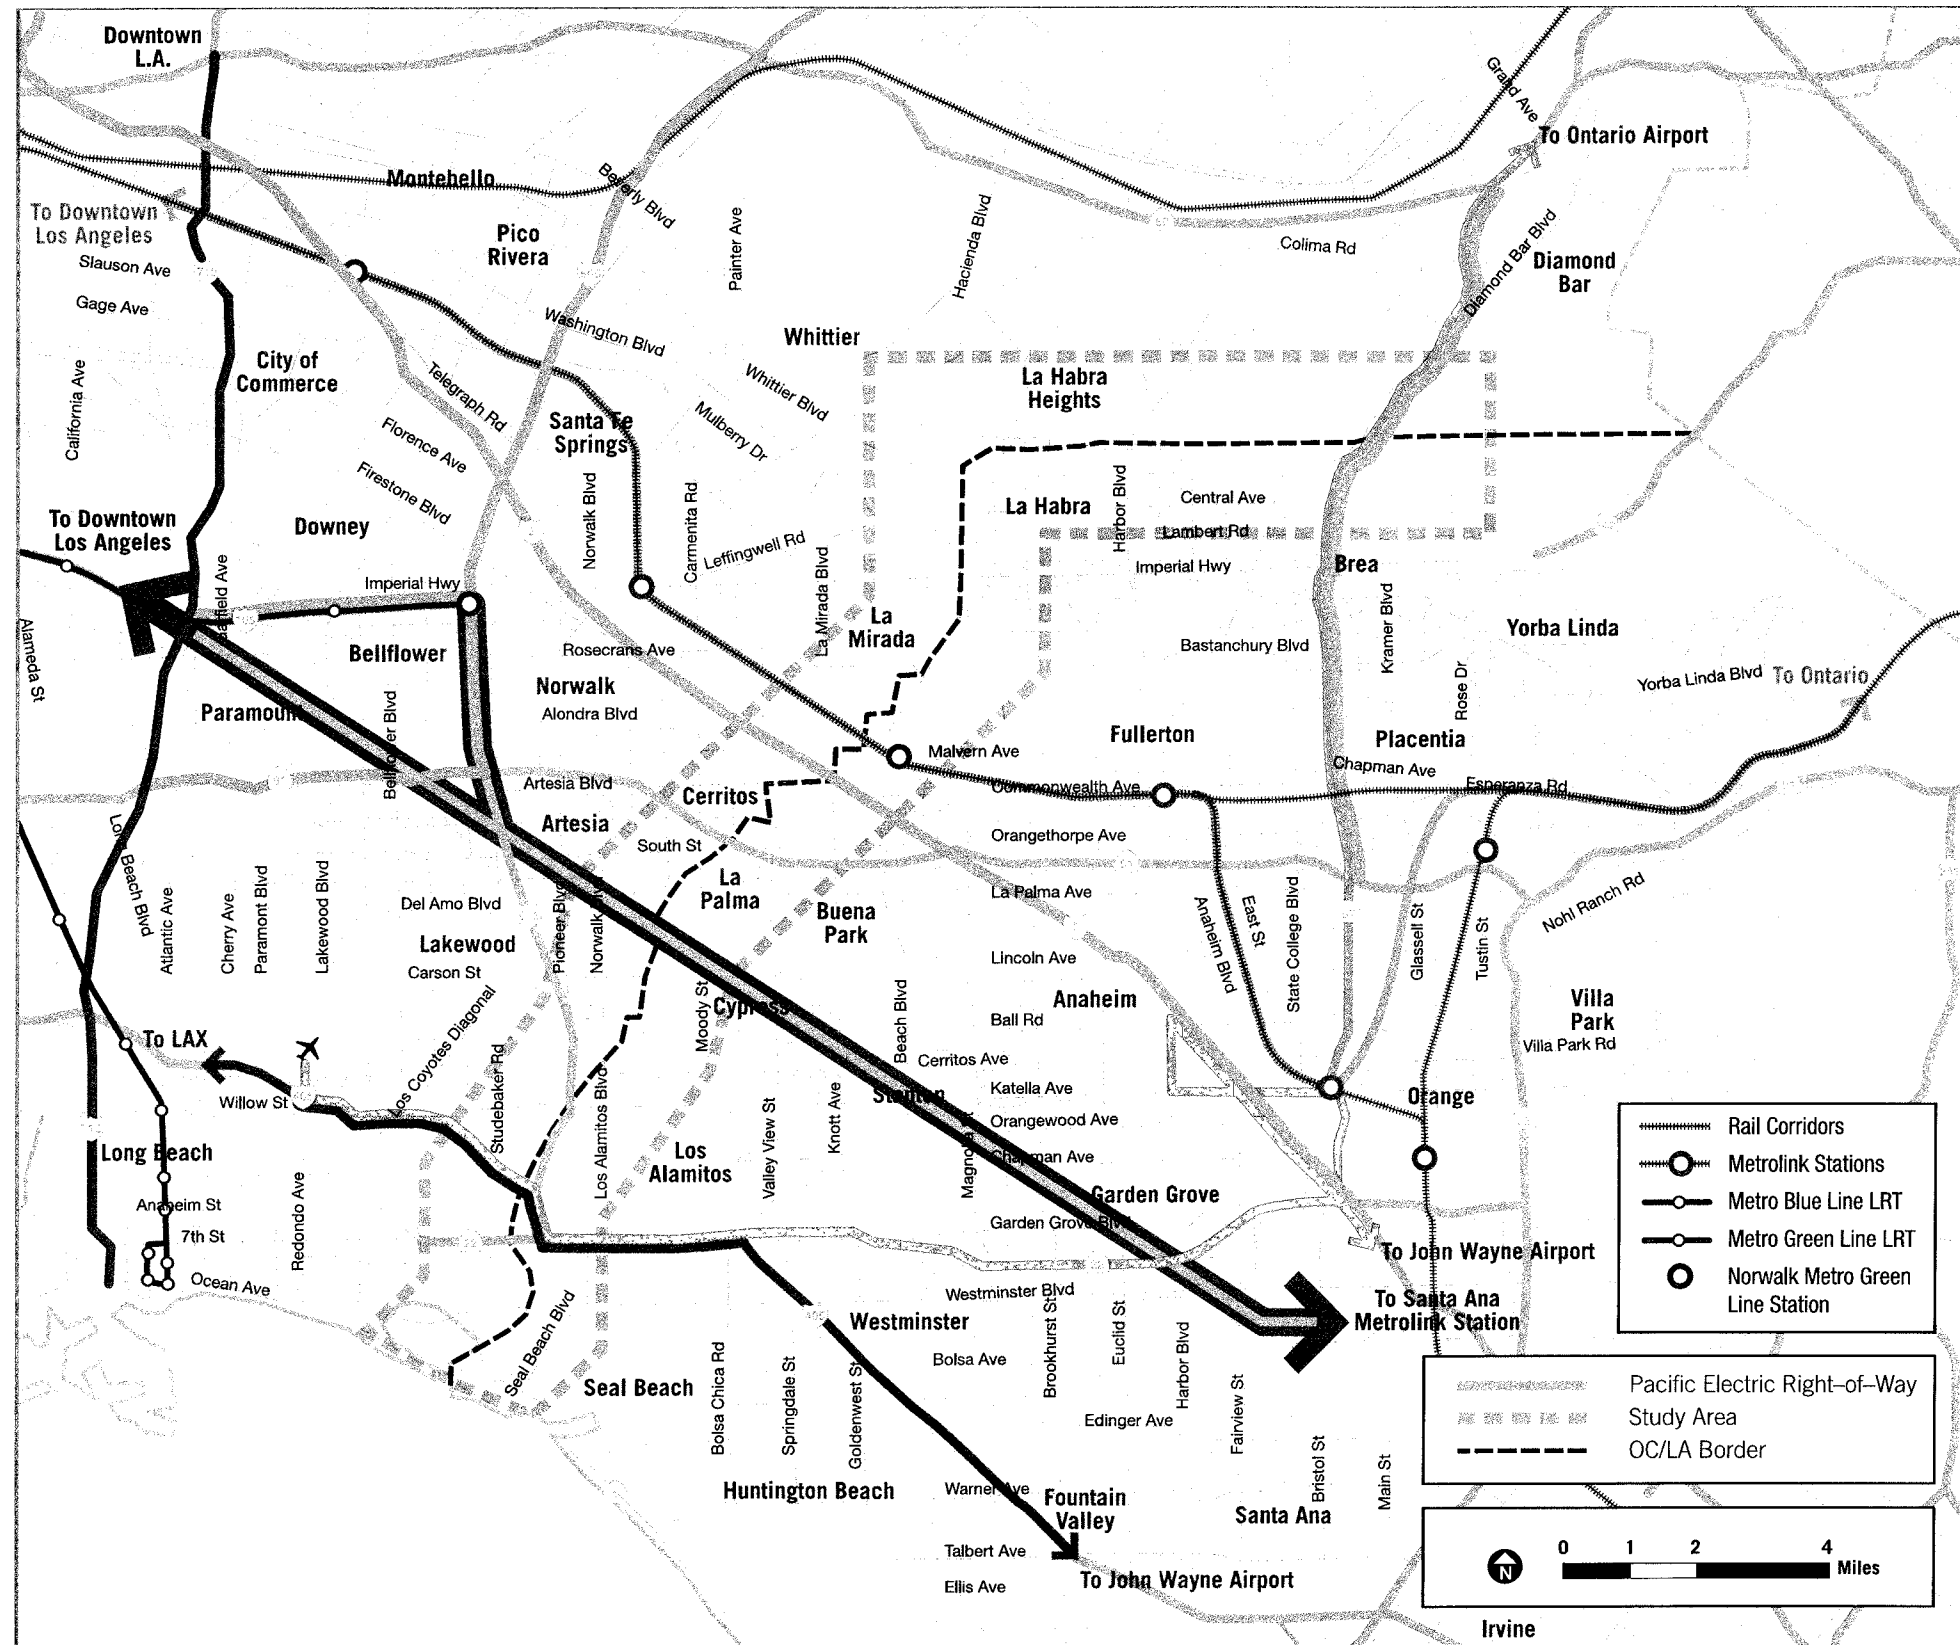 Downtown
L.A.
Grand Ave
To Ontario Airport
Montebello
Beverly Blvd
To Downtown
Los Angeles
Slauson Ave
Gage Ave
Pico
Rivera
Painter Ave
Hacienda Blvd
Colima Rd
Diamond Bar Blvd
Diamond
Bar
California Ave
City of
Commerce
Washington Blvd
Whittier
Telegraph Rd
Whittier Blvd
La Habra
Heights
Florence Ave
Santa Fe
Springs
Mulberry Dr
Firestone Blvd
Norwalk Blvd
Carmenita Rd
La Habra
Harbor Blvd
Central Ave
Lambert Rd
To Downtown
Los Angeles
Downey
Leffingwell Rd
La Mirada Blvd
Imperial Hwy
Brea
Imperial Hwy
Garfield Ave
Alameda St
Bellflower
Rosecrans Ave
La
Mirada
Bastanchury Blvd
Kramer Blvd
Yorba Linda
Rose Dr
Yorba Linda Blvd
To Ontario
Norwalk
Alondra Blvd
Paramount
Bellflower Blvd
Fullerton
Malvern Ave
Placentia
Chapman Ave
Artesia Blvd
Cerritos
Commonwealth Ave
Esperanza Rd
Artesia
Orangethorpe Ave
South St
Long Beach Blvd
Atlantic Ave
Cherry Ave
Paramont Blvd
Lakewood Blvd
Del Amo Blvd
Pioneer Blvd
Norwalk Blvd
La
Palma
La Palma Ave
Buena
Park
Anaheim Blvd
East St
State College Blvd
Glassell St
Tustin St
Nohl Ranch Rd
Lakewood
Carson St
Lincoln Ave
Los Coyotes Diagonal
Moody St
Cypress
Beach Blvd
Anaheim
Ball Rd
Villa
Park
Villa Park Rd
To LAX
Studebaker Rd
Cerritos Ave
Willow St
Los Alamitos Blvd
Valley View St
Knott Ave
Stanton
Katella Ave
Orange
Orangewood Ave
Magnolia St
Long Beach
Los
Alamitos
Chapman Ave
Redondo Ave
Anaheim St
7th St
Ocean Ave
Garden Grove
Garden Grove Blvd
To John Wayne Airport
Westminster Blvd
Seal Beach Blvd
To Santa Ana
Metrolink Station
Westminster
Brookhurst St
Euclid St
Harbor Blvd
Bolsa Ave
Seal Beach
Bolsa Chica Rd
Springdale St
Goldenwest St
Fairview St
Edinger Ave
Bristol St
Main St
Huntington Beach
Warner Ave
Fountain
Valley
Santa Ana
Talbert Ave
To John Wayne Airport
Ellis Ave
Irvine
Rail Corridors
Metrolink Stations
Metro Blue Line LRT
Metro Green Line LRT
Norwalk Metro Green
Line Station
Pacific Electric Right–of–Way
Study Area
OC/LA Border
N
0 1 2 4
Miles